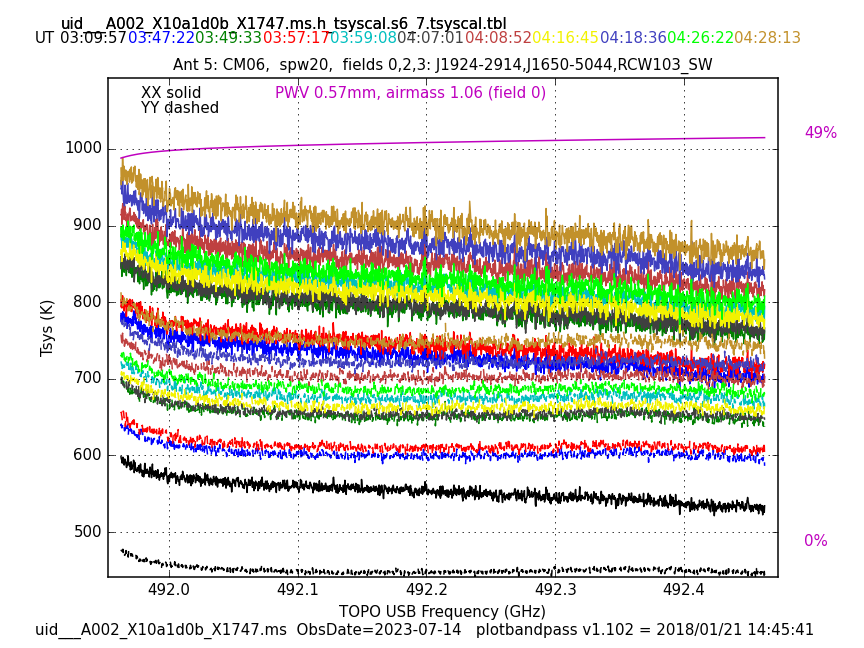 uid___A002_X10a1d0b_X1747.ms.h_tsyscal.s6_7.tsyscal.tbl
UT 03:09:57 03:47:22 03:49:33 03:57:17 03:59:08 04:07:01 04:08:52 04:16:45 04:18:36 04:26:22 04:28:13
Ant 5: CM06,  spw20,  fields 0,2,3: J1924-2914,J1650-5044,RCW103_SW
XX solid
PWV 0.57mm, airmass 1.06 (field 0)
YY dashed
49%
1000
900
800
700
600
500
Tsys (K)
0%
492.0 492.1 492.2 492.3 492.4
TOPO USB Frequency (GHz)
uid___A002_X10a1d0b_X1747.ms  ObsDate=2023-07-14   plotbandpass v1.102 = 2018/01/21 14:45:41